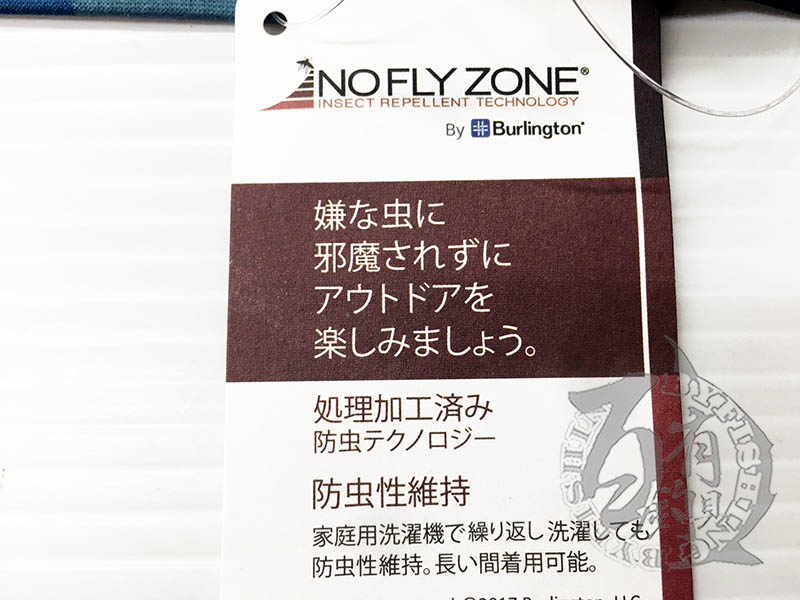 NO FLY ZONE®
INSECT REPELLENT TECHNOLOGY
By Burlington®
嫌な虫に
邪魔されずに
アウトドアを
楽しみましょう。
処理加工済み
防虫テクノロジー
防虫性維持
家庭用洗濯機で繰り返し洗濯しても
防虫性維持。長い間着用可能。